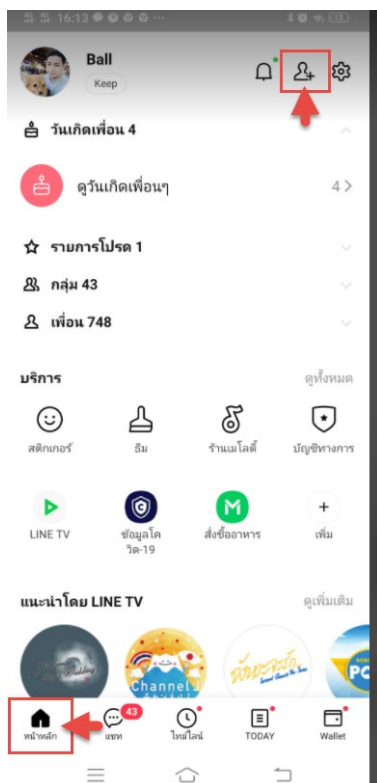 16:13
Ball
Keep
วันเกิดเพื่อน 4
ดูวันเกิดเพื่อนๆ
4 >
รายการโปรด 1
กลุ่ม 43
เพื่อน 748
บริการ
ดูทั้งหมด
สติกเกอร์
ธีม
ร้านเมโลดี้
บัญชีทางการ
LINE TV
ข้อมูลโค
วิด-19
สั่งซื้ออาหาร
เพิ่ม
แนะนำโดย LINE TV
ดูเพิ่มเติม
Channel
43
หน้าหลัก
แชท
ไทม์ไลน์
TODAY
Wallet